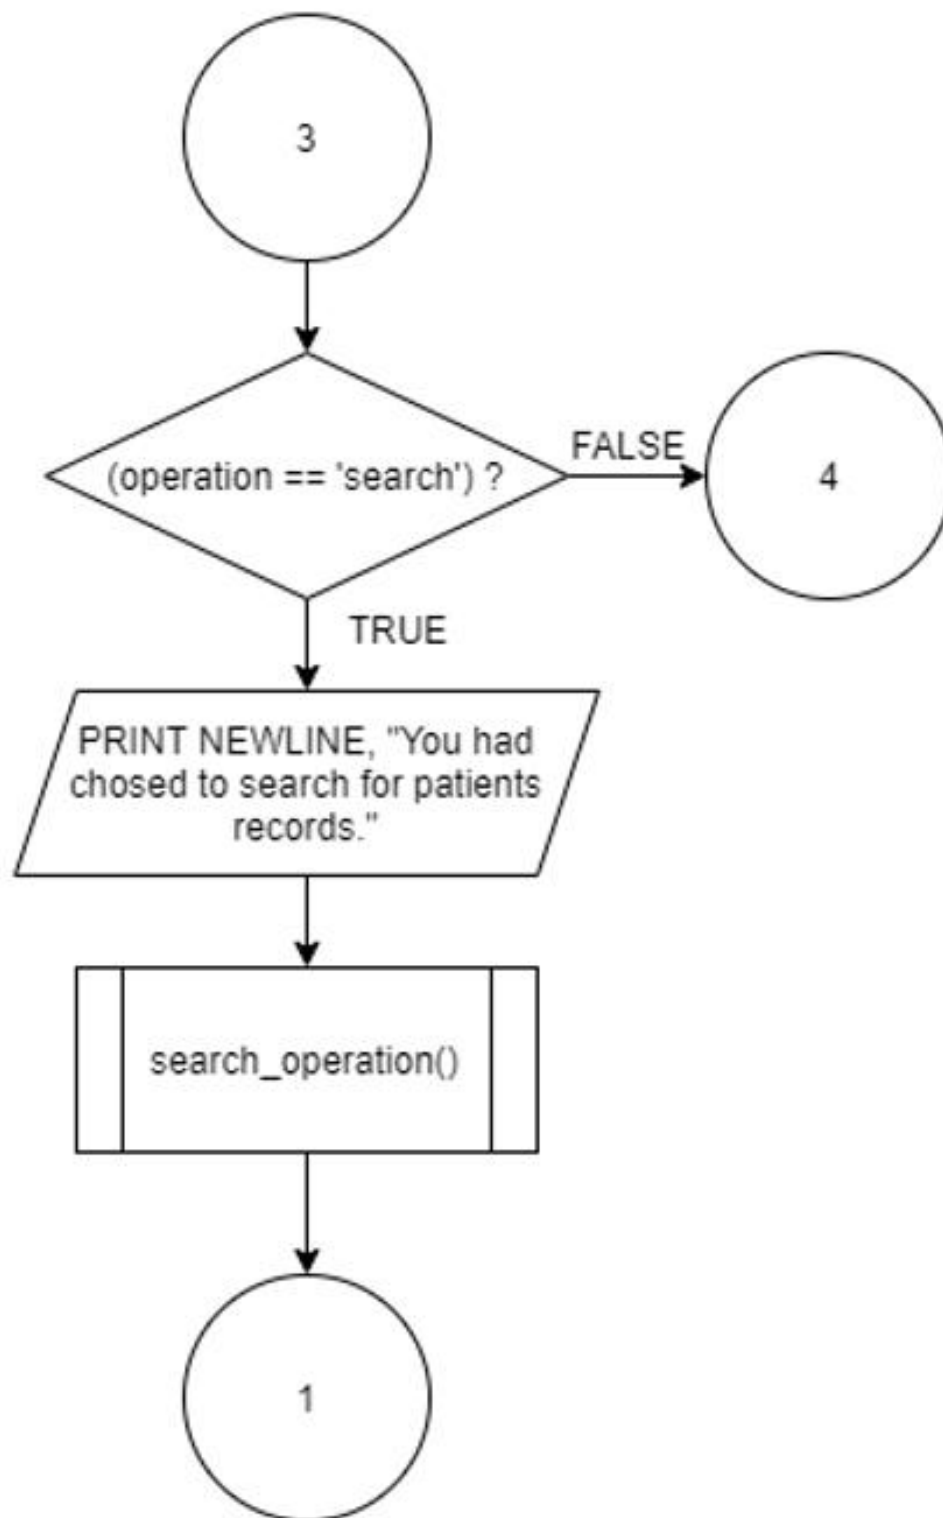 3
(operation == 'search') ?
FALSE
4
TRUE
PRINT NEWLINE, "You had
chosed to search for patients
records."
search_operation()
1